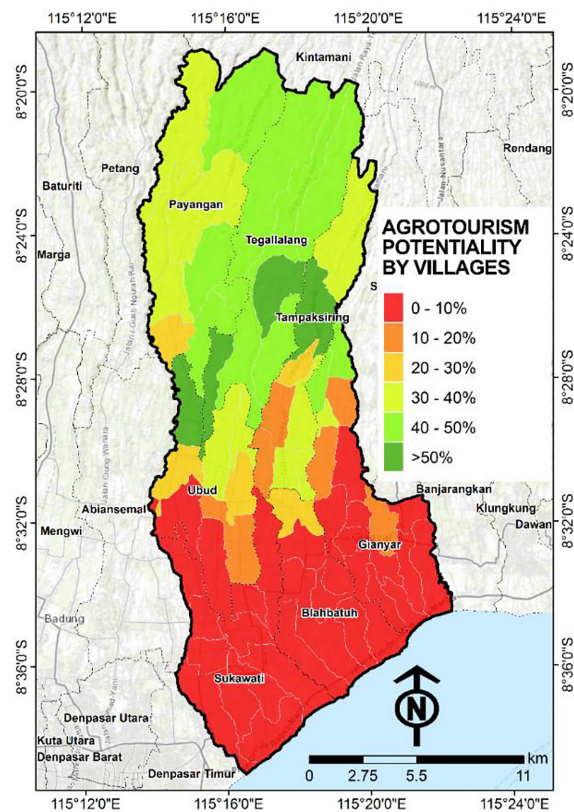 115°12'0"E 115°16'0"E 115°20'0"E 115°24'0"E
Kintamani
8°20'0"S 8°20'0"S
Petang
Rendang
Baturiti
Payangan
8°24'0"S 8°24'0"S
Marga
Tegallalang
AGROTOURISM
POTENTIALITY
BY VILLAGES
S
0 - 10%
10 - 20%
20 - 30%
30 - 40%
40 - 50%
>50%
Tampaksiring
8°28'0"S 8°28'0"S
Ubud
Banjarangkan
Abiansemal
Klungkung
8°32'0"S 8°32'0"S
Mengwi
Dawan
Gianyar
Badung
Blahbatuh
8°36'0"S 8°36'0"S
Sukawati
N
Denpasar Utara
Kuta Utara
Denpasar Barat
Denpasar Timur
km
0 2.75 5.5 11
115°12'0"E 115°16'0"E 115°20'0"E 115°24'0"E